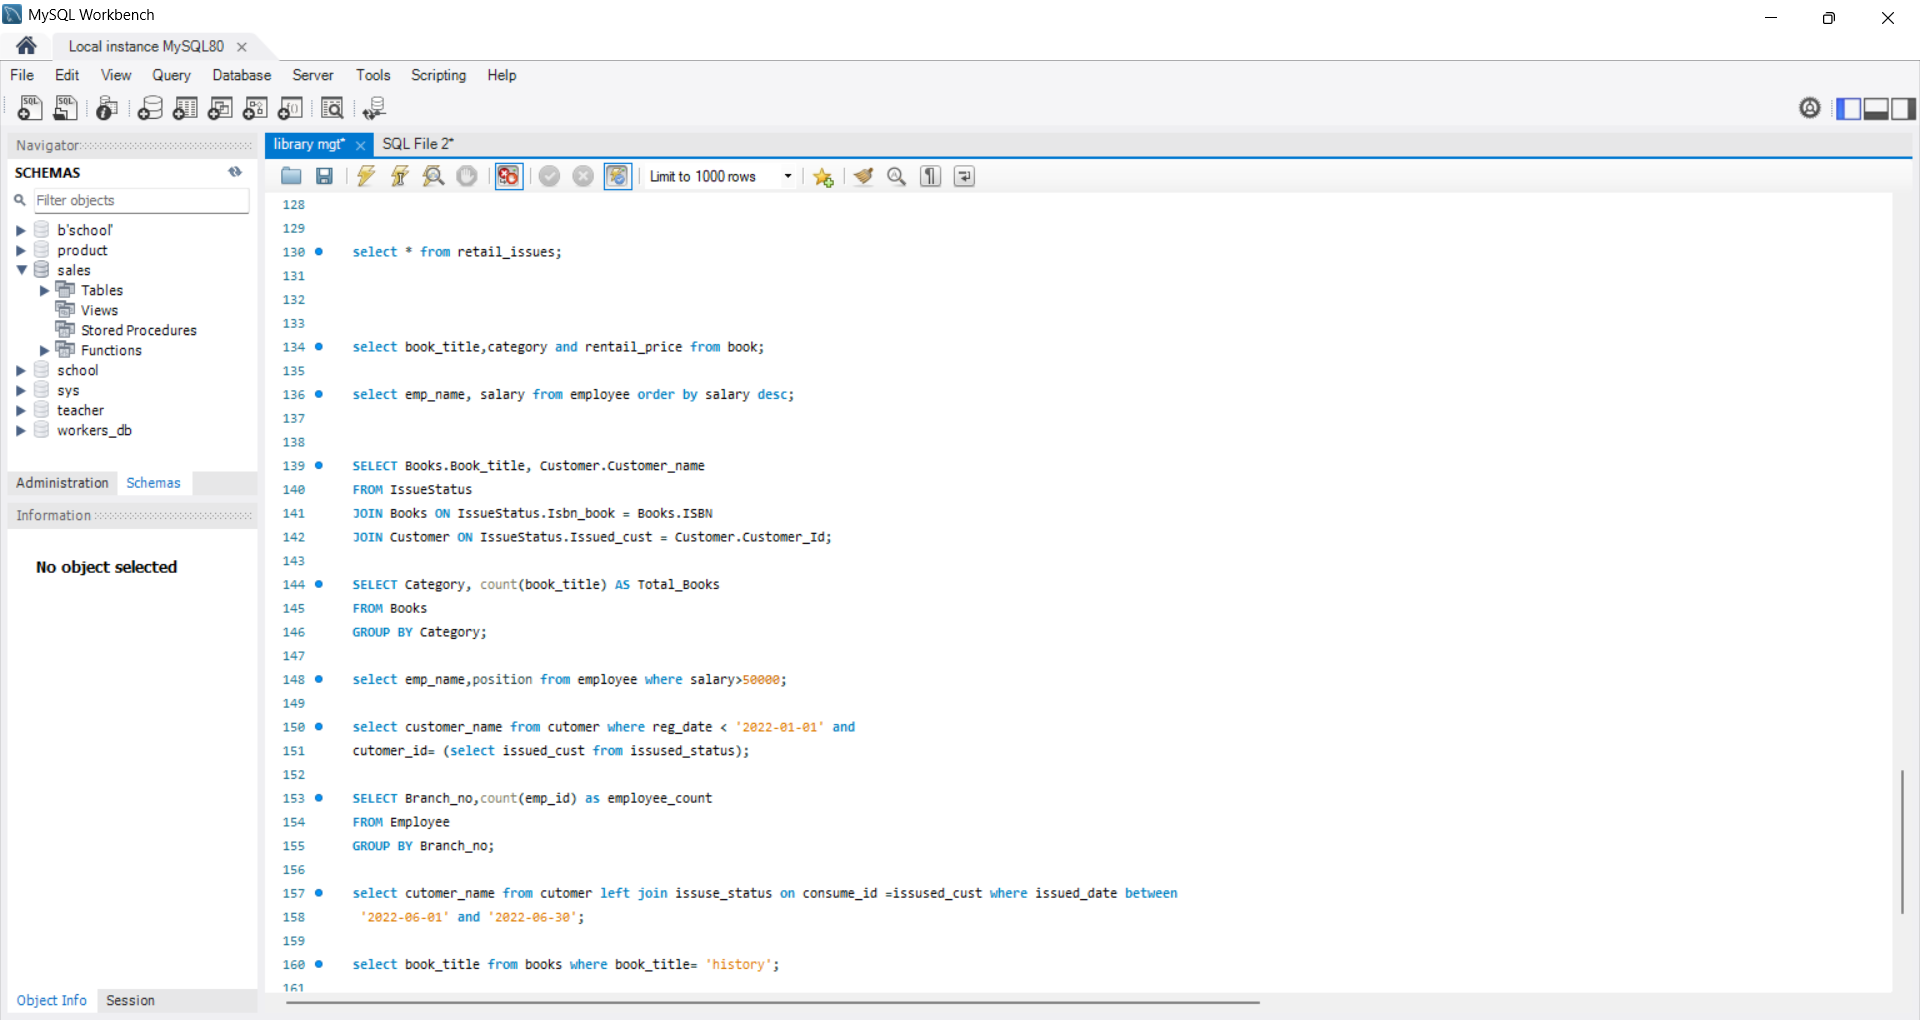 MySQL Workbench
Local instance MySQL80
File Edit View Query Database Server Tools Scripting Help
Navigator
SCHEMAS
Filter objects
b'school'
product
sales
Tables
Views
Stored Procedures
Functions
school
sys
teacher
workers_db
Administration Schemas
Information
No object selected
Object Info Session
library mgt* SQL File 2*
Limit to 1000 rows
128
129
130 select * from retail_issues;
131
132
133
134 select book_title,category and rentail_price from book;
135
136 select emp_name, salary from employee order by salary desc;
137
138
139 SELECT Books.Book_title, Customer.Customer_name
140 FROM IssueStatus
141 JOIN Books ON IssueStatus.Isbn_book = Books.ISBN
142 JOIN Customer ON IssueStatus.Issued_cust = Customer.Customer_Id;
143
144 SELECT Category, count(book_title) AS Total_Books
145 FROM Books
146 GROUP BY Category;
147
148 select emp_name,position from employee where salary>50000;
149
150 select customer_name from cutomer where reg_date < '2022-01-01' and
151 cutomer_id= (select issued_cust from issused_status);
152
153 SELECT Branch_no,count(emp_id) as employee_count
154 FROM Employee
155 GROUP BY Branch_no;
156
157 select cutomer_name from cutomer left join issuse_status on consume_id =issused_cust where issued_date between
158 '2022-06-01' and '2022-06-30';
159
160 select book_title from books where book_title= 'history';
161